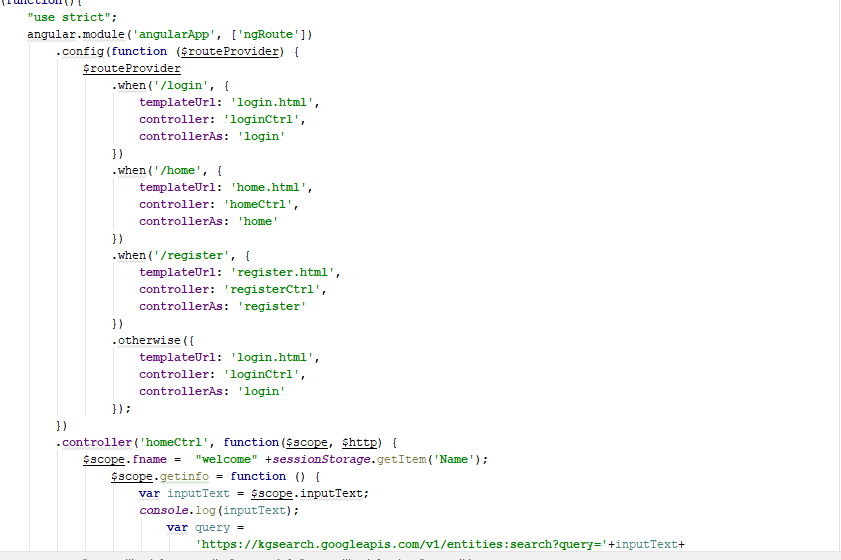 (function(){
"use strict";
angular.module('angularApp', ['ngRoute'])
.config(function ($routeProvider) {
$routeProvider
.when('/login', {
templateUrl: 'login.html',
controller: 'loginCtrl',
controllerAs: 'login'
})
.when('/home', {
templateUrl: 'home.html',
controller: 'homeCtrl',
controllerAs: 'home'
})
.when('/register', {
templateUrl: 'register.html',
controller: 'registerCtrl',
controllerAs: 'register'
})
.otherwise({
templateUrl: 'login.html',
controller: 'loginCtrl',
controllerAs: 'login'
});
})
.controller('homeCtrl', function($scope, $http) {
$scope.fname =  "welcome" +sessionStorage.getItem('Name');
$scope.getinfo = function () {
var inputText = $scope.inputText;
console.log(inputText);
var query =
'https://kgsearch.googleapis.com/v1/entities:search?query='+inputText+